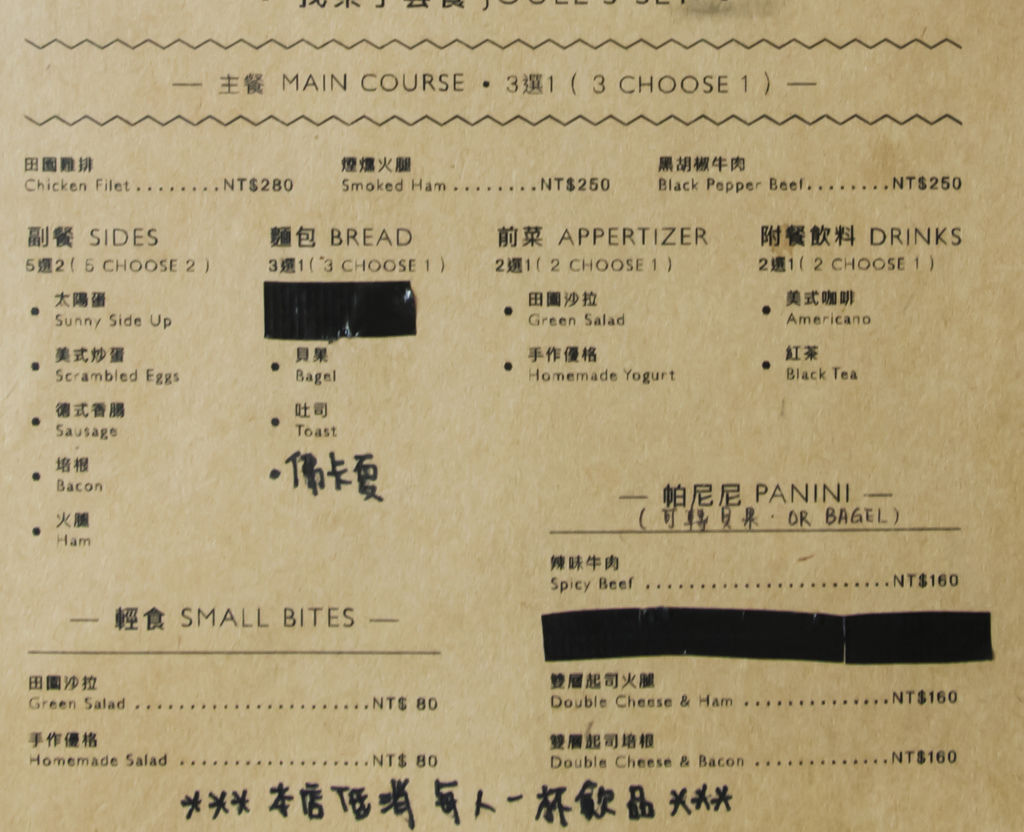 JOULE'S SET
主餐 MAIN COURSE • 3選1 ( 3 CHOOSE 1 )
田園雞排
Chicken Filet ........NT$280
煙燻火腿
Smoked Ham ........NT$250
黑胡椒牛肉
Black Pepper Beef........NT$250
副餐 SIDES
5選2 ( 5 CHOOSE 2 )
• 太陽蛋
Sunny Side Up
• 美式炒蛋
Scrambled Eggs
• 德式香腸
Sausage
• 培根
Bacon
• 火腿
Ham
麵包 BREAD
3選1 ( 3 CHOOSE 1 )
• 貝果
Bagel
• 吐司
Toast
• 佛卡夏
前菜 APPERTIZER
2選1 ( 2 CHOOSE 1 )
• 田園沙拉
Green Salad
• 手作優格
Homemade Yogurt
附餐飲料 DRINKS
2選1 ( 2 CHOOSE 1 )
• 美式咖啡
Americano
• 紅茶
Black Tea
帕尼尼 PANINI
( 可轉貝果 · OR BAGEL )
辣味牛肉
Spicy Beef ........................NT$160
雙層起司火腿
Double Cheese & Ham ..............NT$160
雙層起司培根
Double Cheese & Bacon .............NT$160
輕食 SMALL BITES
田園沙拉
Green Salad ........................NT$ 80
手作優格
Homemade Salad ....................NT$ 80
*** 本店低消 每人一杯飲品 ***